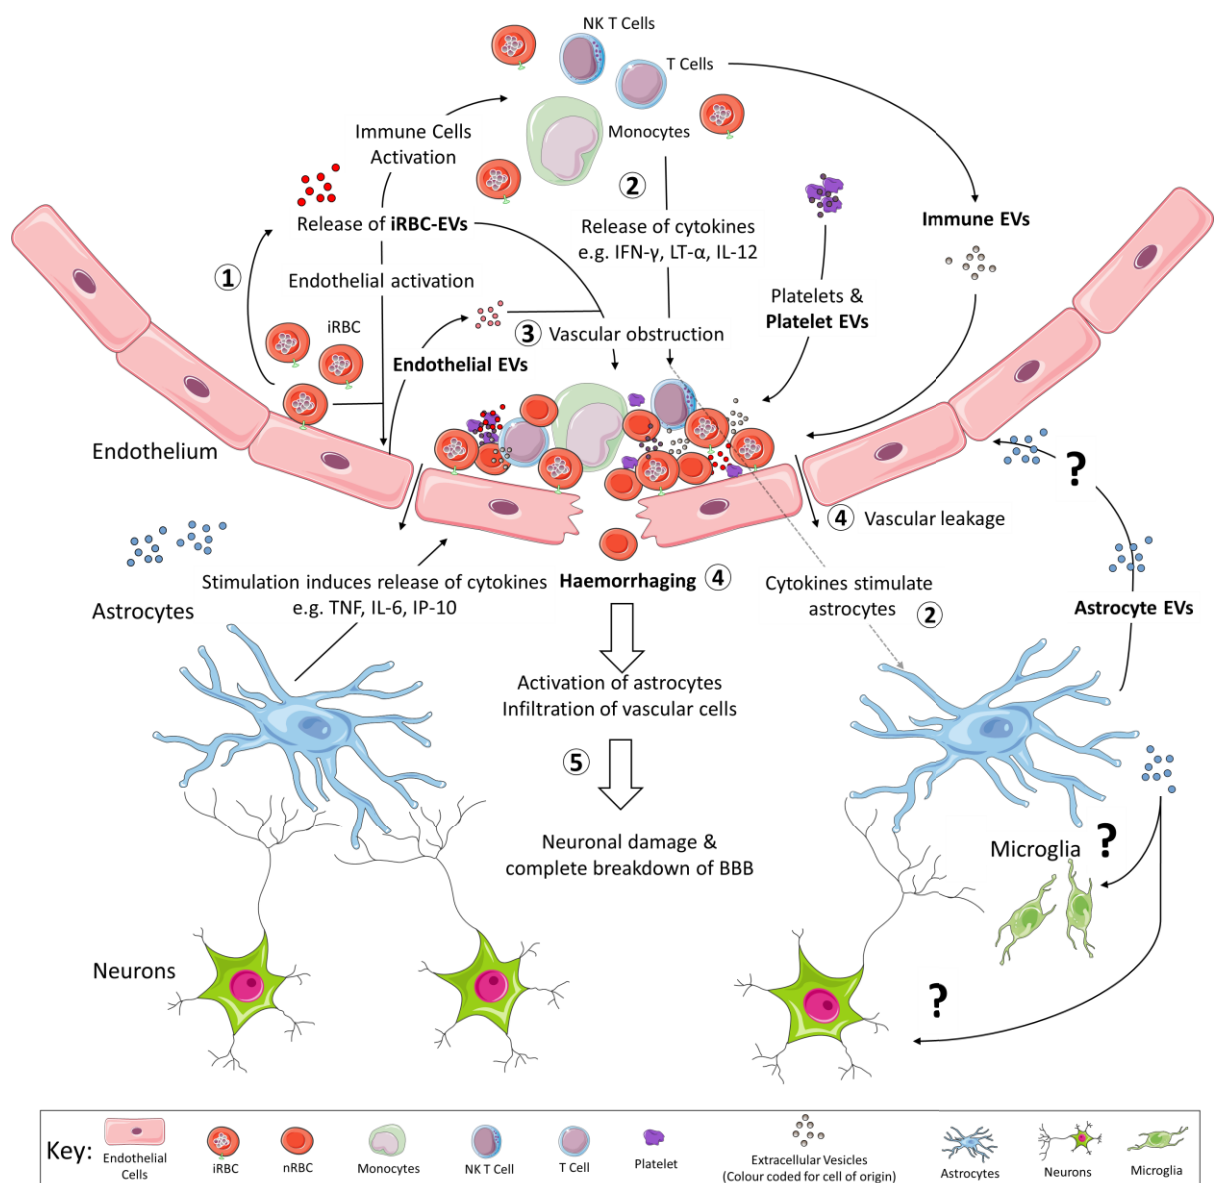 NK T Cells
T Cells
Monocytes
Immune Cells
Activation
②
Release of iRBC-EVs
Release of cytokines
e.g. IFN-γ, LT-α, IL-12
Immune EVs
①
Endothelial activation
iRBC
Platelets &
Platelet EVs
③ Vascular obstruction
Endothelial EVs
Endothelium
?
④ Vascular leakage
Stimulation induces release of cytokines
e.g. TNF, IL-6, IP-10
Haemorrhaging ④
Cytokines stimulate
astrocytes ②
Astrocytes
Astrocyte EVs
Activation of astrocytes
Infiltration of vascular cells
⑤
Neuronal damage &
complete breakdown of BBB
Microglia ?
Neurons
?
Key:
Endothelial
Cells
iRBC
nRBC
Monocytes
NK T Cell
T Cell
Platelet
Extracellular Vesicles
(Colour coded for cell of origin)
Astrocytes
Neurons
Microglia